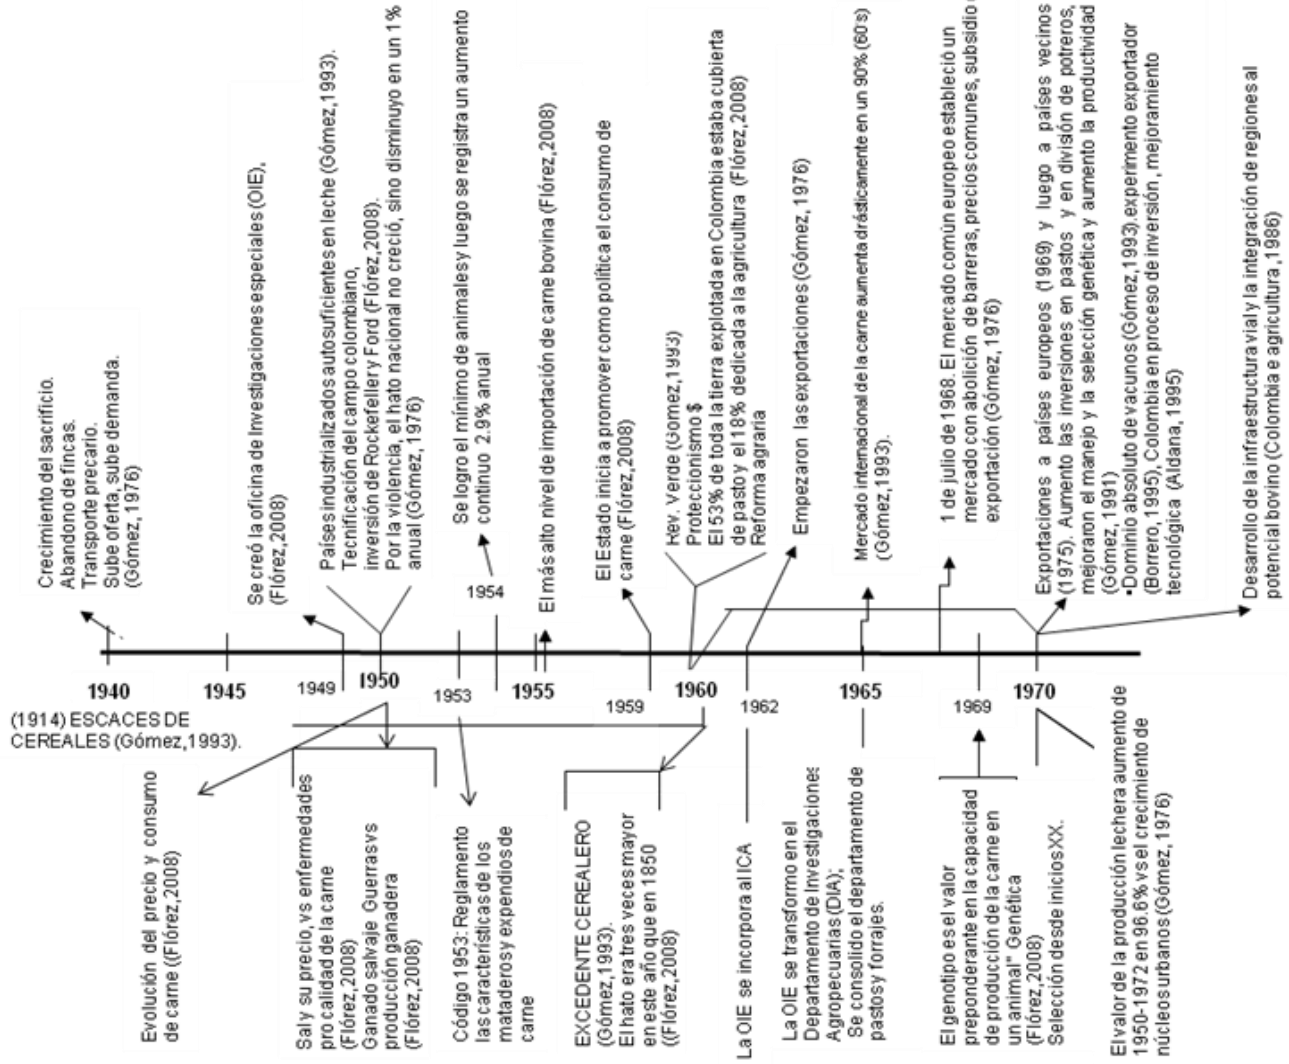 Crecimiento del sacrificio.
Abandono de fincas.
Transporte precario.
Sube oferta, sube demanda.
(Gómez, 1976)
Se creó la oficina de Investigaciones especiales (OIE),
(Flórez,2008)
Países industrializados autosuficientes en leche (Gómez,1993).
Tecnificación del campo colombiano,
inversión de Rockefeller y Ford (Flórez,2008).
Por la violencia, el hato nacional no creció, sino disminuyo en un 1%
anual (Gómez, 1976)
Se logro el mínimo de animales y luego se registra un aumento
continuo 2.9% anual
1954
El más alto nivel de importación de carne bovina (Flórez,2008)
El Estado inicia a promover como política el consumo de
carne (Flórez,2008)
Rev. Verde (Gómez,1993)
Proteccionismo $
El 53% de toda la tierra explotada en Colombia estaba cubierta
de pasto y el 18% dedicada a la agricultura (Flórez,2008)
Reforma agraria
Empezaron las exportaciones (Gómez, 1976)
Mercado internacional de la carne aumenta drásticamente en un 90% (60's)
(Gómez,1993).
1 de julio de 1968. El mercado común europeo estableció un
mercado con abolición de barreras, precios comunes, subsidio
exportación (Gómez, 1976)
Exportaciones a países europeos (1969) y luego a países vecinos
(1975). Aumento las inversiones en pastos y en división de potreros,
mejoraron el manejo y la selección genética y aumento la productividad
(Gómez, 1991)
▪Dominio absoluto de vacunos (Gómez,1993).experimento exportador
(Borrero, 1995), Colombia en proceso de inversión, mejoramiento
tecnológica (Aldana, 1995)
Desarrollo de la infraestructura vial y la integración de regiones al
potencial bovino (Colombia e agricultura, 1986)
1940
1945
1949
1950
1953
1955
1959
1960
1962
1965
1969
1970
(1914) ESCACES DE
CEREALES (Gómez,1993).
Evolución del precio y consumo
de carne ((Flórez,2008)
Sal y su precio, vs enfermedades
pro calidad de la carne
(Flórez,2008)
Ganado salvaje Guerras vs
producción ganadera
(Flórez,2008)
Código 1953: Reglamento
las características de los
mataderos y expendios de
carne
EXCEDENTE CEREALERO
(Gómez,1993).
El hato era tres veces mayor
en este año que en 1850
((Flórez,2008)
La OIE se incorpora al ICA
La OIE se transformo en el
Departamento de Investigaciones
Agropecuarias (DIA);
Se consolido el departamento de
pastos y forrajes.
El genotipo es el valor
preponderante en la capacidad
de producción de la carne en
un animal" Genética
(Flórez,2008)
Selección desde inicios XX.
El valor de la producción lechera aumento de
1950-1972 en 96.6% vs el crecimiento de
núcleos urbanos (Gómez, 1976)